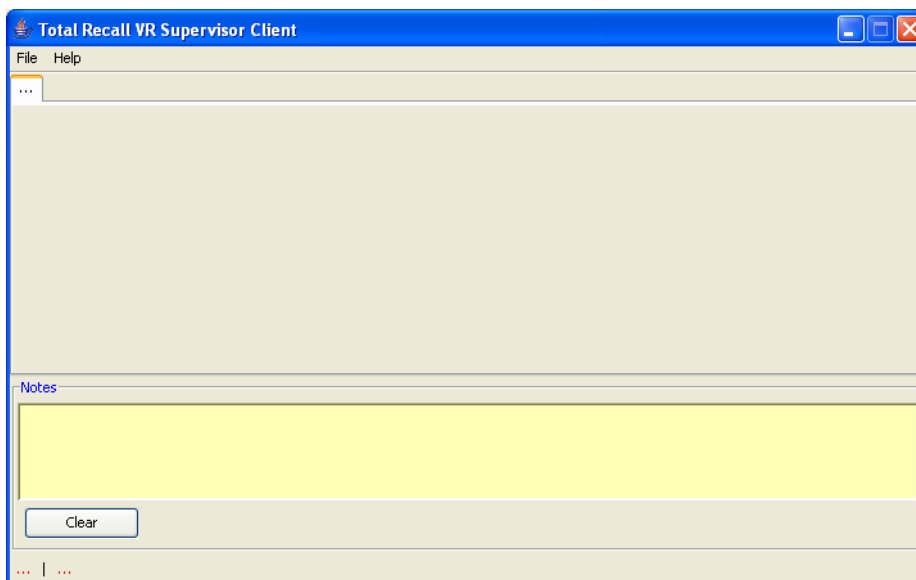 Total Recall VR Supervisor Client
File Help
...
Notes
Clear
... | ...